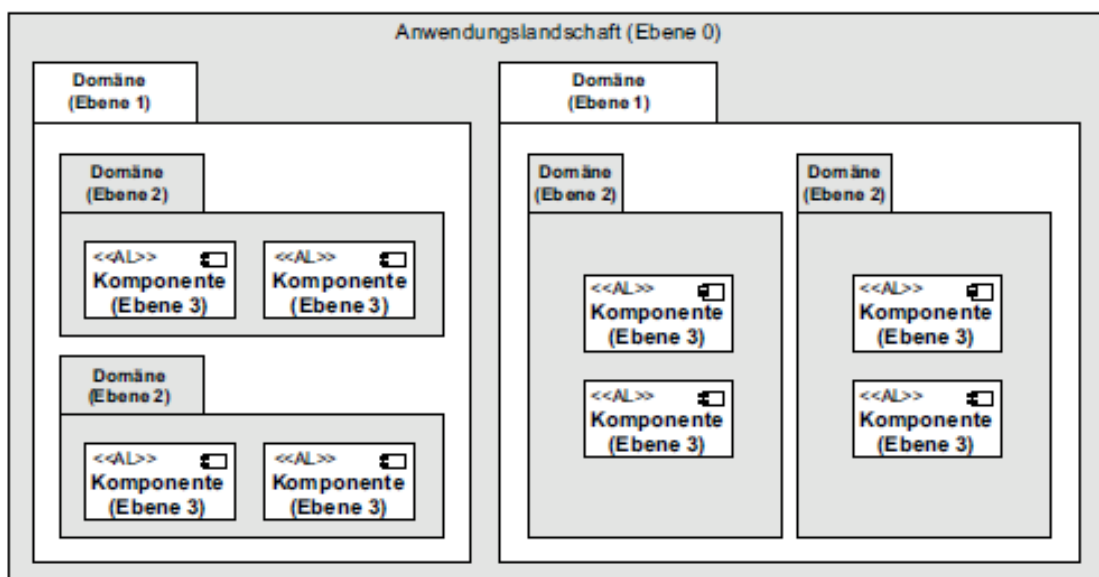 Anwendungslandschaft (Ebene 0)
Domäne
(Ebene 1)
Domäne
(Ebene 2)
<<AL>>
Komponente
(Ebene 3)
<<AL>>
Komponente
(Ebene 3)
Domäne
(Ebene 2)
<<AL>>
Komponente
(Ebene 3)
<<AL>>
Komponente
(Ebene 3)
Domäne
(Ebene 1)
Domäne
(Ebene 2)
<<AL>>
Komponente
(Ebene 3)
<<AL>>
Komponente
(Ebene 3)
Domäne
(Ebene 2)
<<AL>>
Komponente
(Ebene 3)
<<AL>>
Komponente
(Ebene 3)